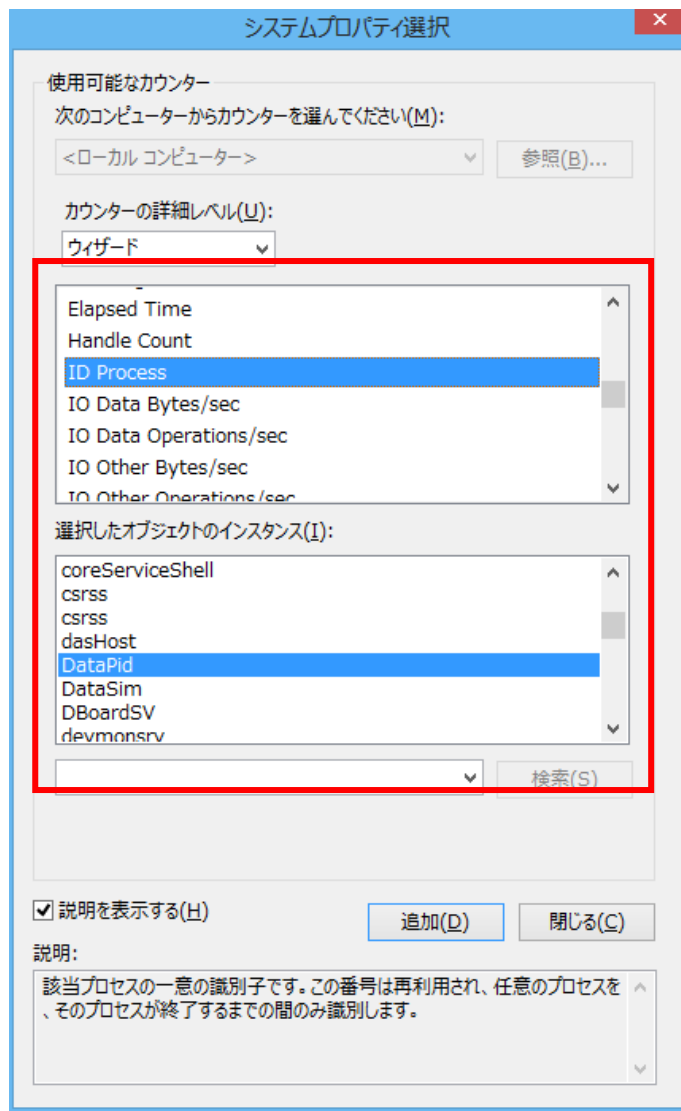 システムプロパティ選択
使用可能なカウンター
次のコンピューターからカウンターを選んでください(M):
<ローカル コンピューター>
参照(B)...
カウンターの詳細レベル(U):
ウィザード
Elapsed Time
Handle Count
ID Process
IO Data Bytes/sec
IO Data Operations/sec
IO Other Bytes/sec
IO Other Operations/sec
選択したオブジェクトのインスタンス(I):
coreServiceShell
csrss
csrss
dasHost
DataPid
DataSim
DBoardSV
devmonsrv
検索(S)
説明を表示する(H)
追加(D)
閉じる(C)
説明:
該当プロセスの一意の識別子です。この番号は再利用され、任意のプロセスを
、そのプロセスが終了するまでの間のみ識別します。